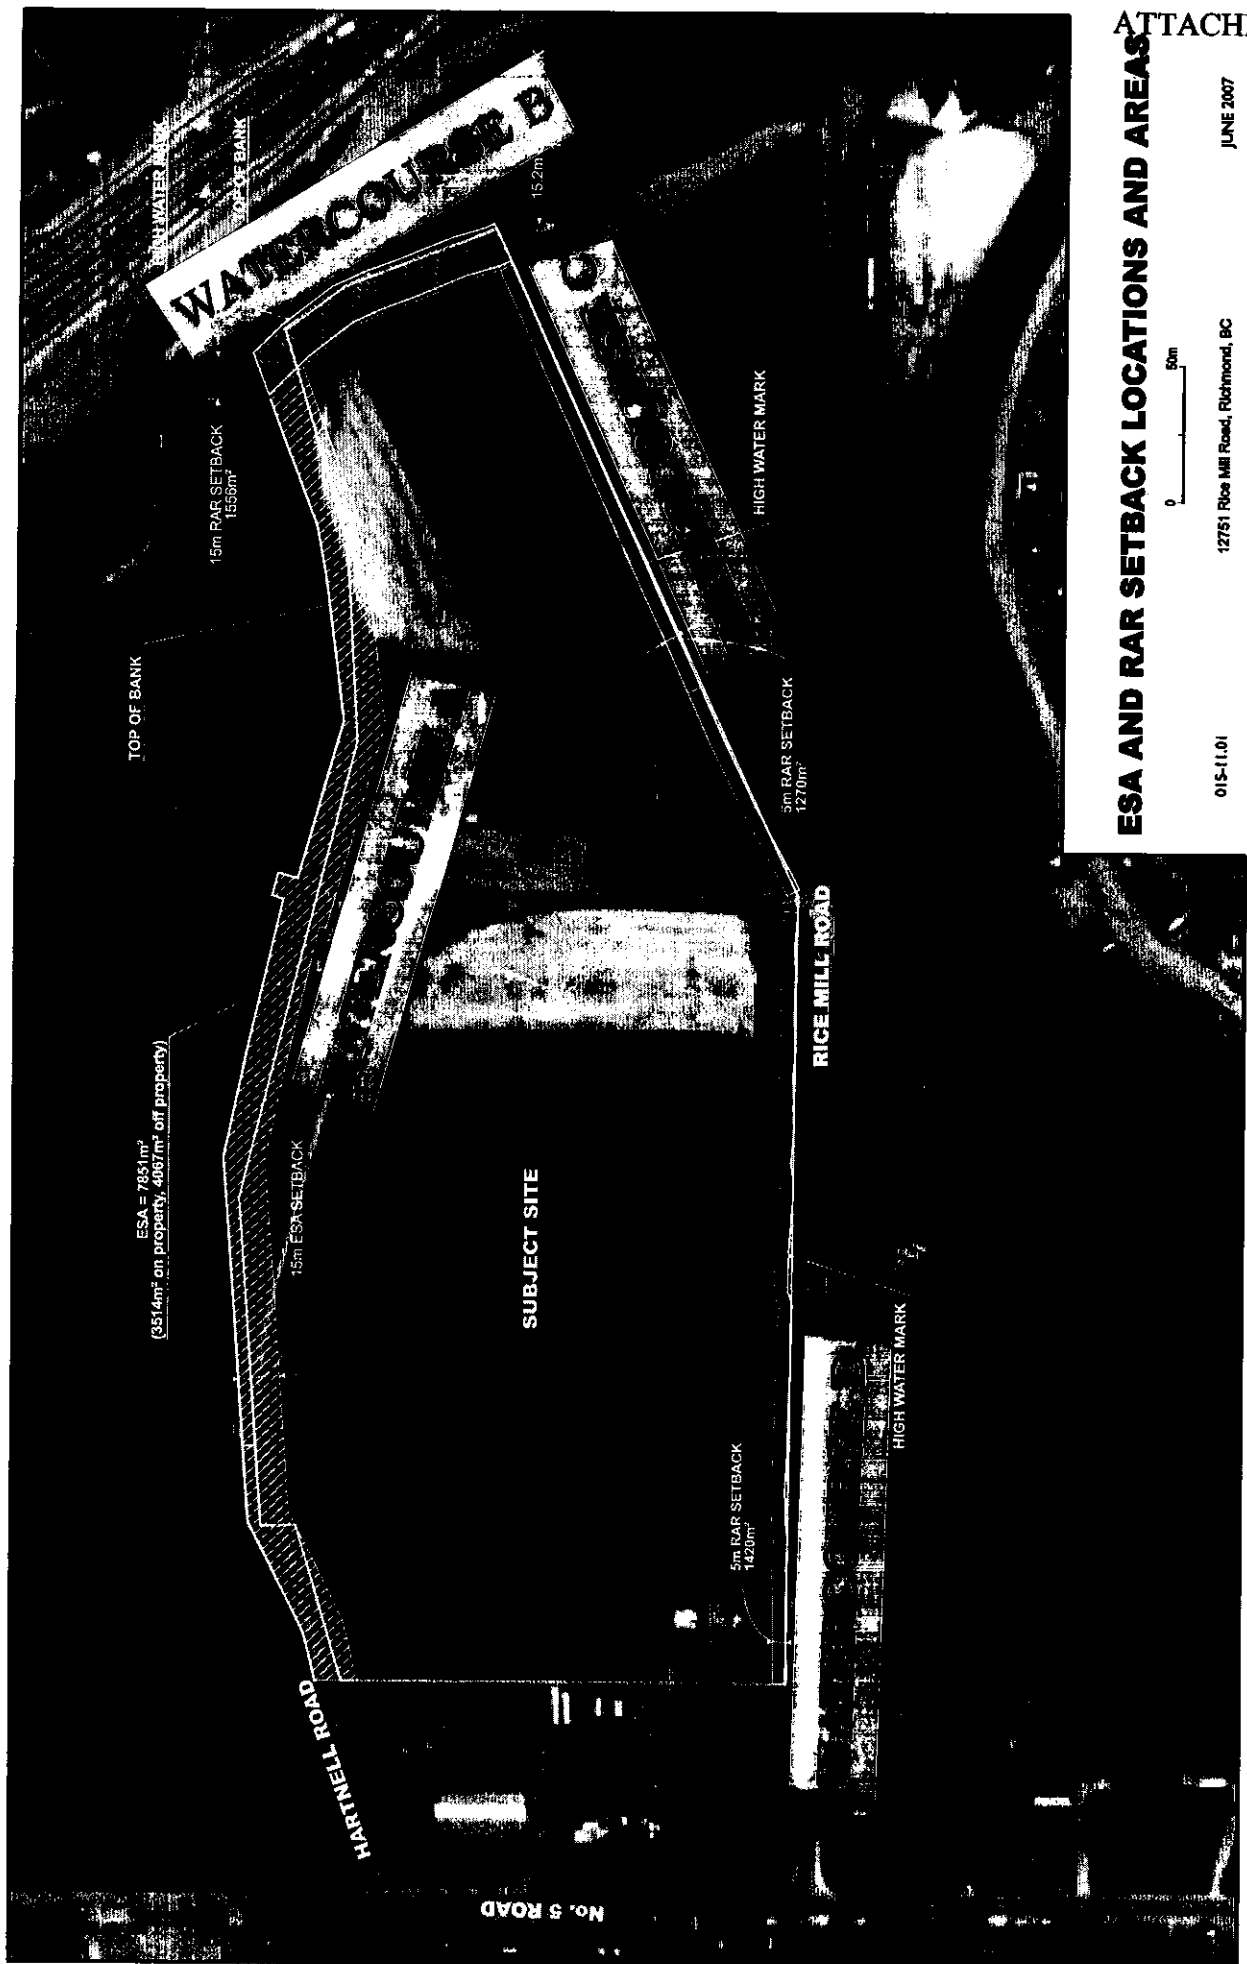 ATTACH
ESA AND RAR SETBACK LOCATIONS AND AREAS
0
50m
015-11.01
12751 Rice Mill Road, Richmond, BC
JUNE 2007
HIGH WATER MARK
TOP OF BANK
WATERCOURSE B
15.2m
15m RAR SETBACK
1556m²
TOP OF BANK
HIGH WATER MARK
5m RAR SETBACK
1270m²
ESA = 7851m²
(3514m² on property, 4067m² off property)
15m ESA SETBACK
SUBJECT SITE
RICE MILL ROAD
HIGH WATER MARK
5m RAR SETBACK
1420m²
HARTNELL ROAD
No. 5 ROAD